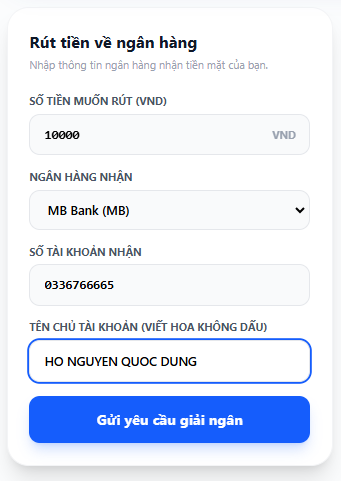 Rút tiền về ngân hàng
Nhập thông tin ngân hàng nhận tiền mặt của bạn.
SỐ TIỀN MUỐN RÚT (VND)
10000 VND
NGÂN HÀNG NHẬN
MB Bank (MB)
SỐ TÀI KHOẢN NHẬN
0336766665
TÊN CHỦ TÀI KHOẢN (VIẾT HOA KHÔNG DẤU)
HO NGUYEN QUOC DUNG
Gửi yêu cầu giải ngân